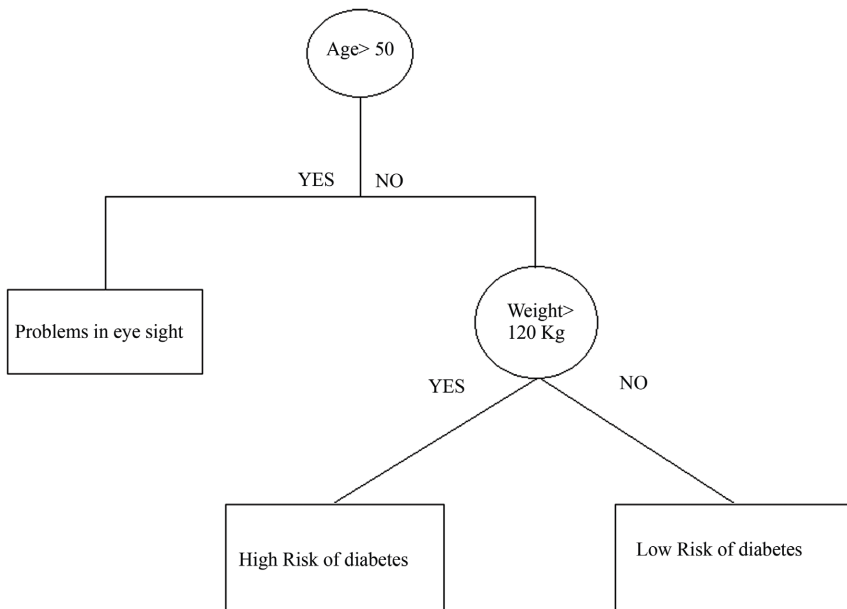 Age> 50
YES
NO
Problems in eye sight
Weight>
120 Kg
YES
NO
High Risk of diabetes
Low Risk of diabetes